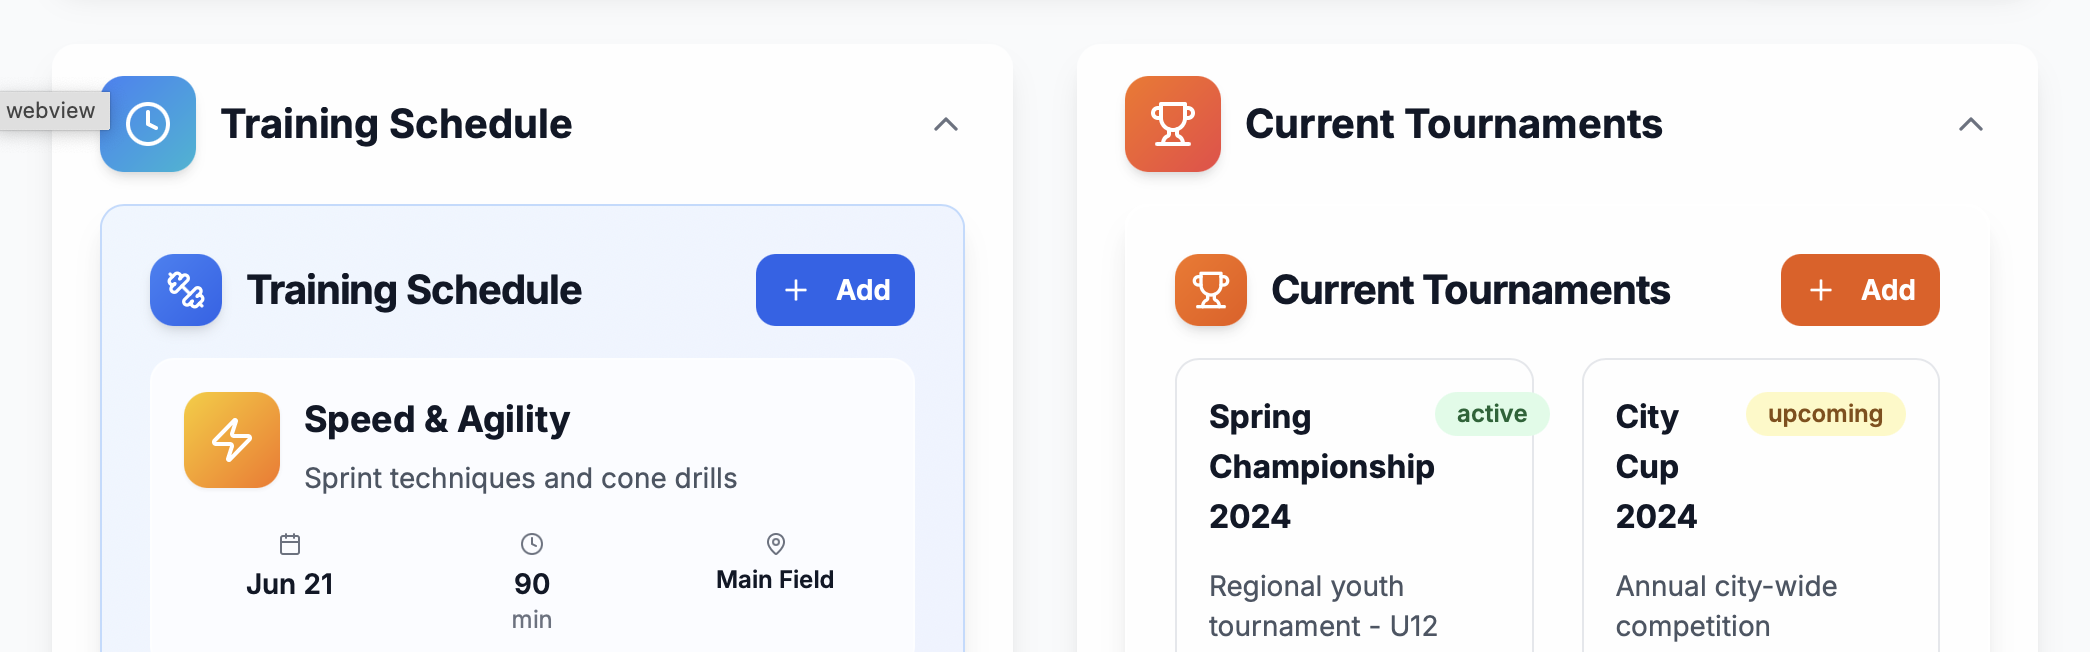 webview
Training Schedule
Training Schedule
Add
Speed & Agility
Sprint techniques and cone drills
Jun 21
90
min
Main Field
Current Tournaments
Current Tournaments
Add
Spring
Championship
2024
active
Regional youth
tournament - U12
City
Cup
2024
upcoming
Annual city-wide
competition